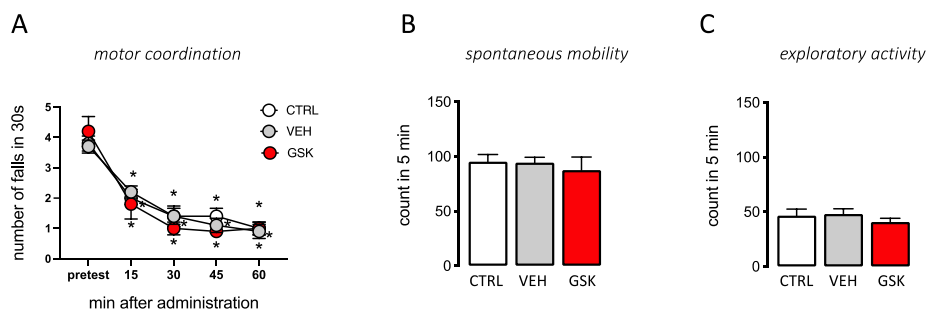 A
motor coordination
number of falls in 30s
5
4
3
2
1
0
pretest 15 30 45 60
min after administration
CTRL
VEH
GSK
* * * *
* * *
* * * *
B
spontaneous mobility
count in 5 min
150
100
50
0
CTRL VEH GSK
C
exploratory activity
count in 5 min
150
100
50
0
CTRL VEH GSK